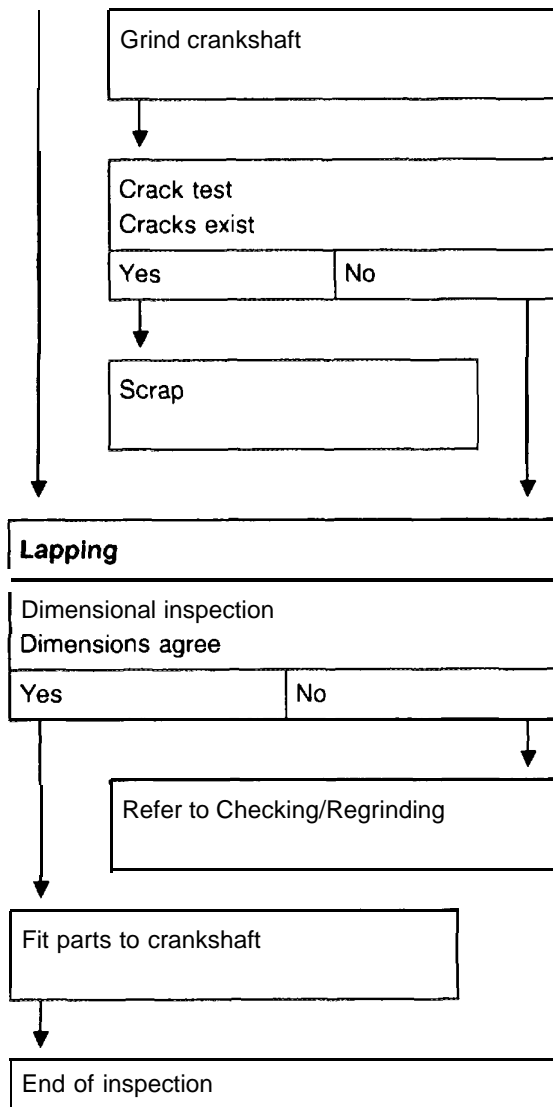 Grind crankshaft
Crack test
Cracks exist
Yes
No
Scrap
Lapping
Dimensional inspection
Dimensions agree
Yes
No
Refer to Checking/Regrinding
Fit parts to crankshaft
End of inspection